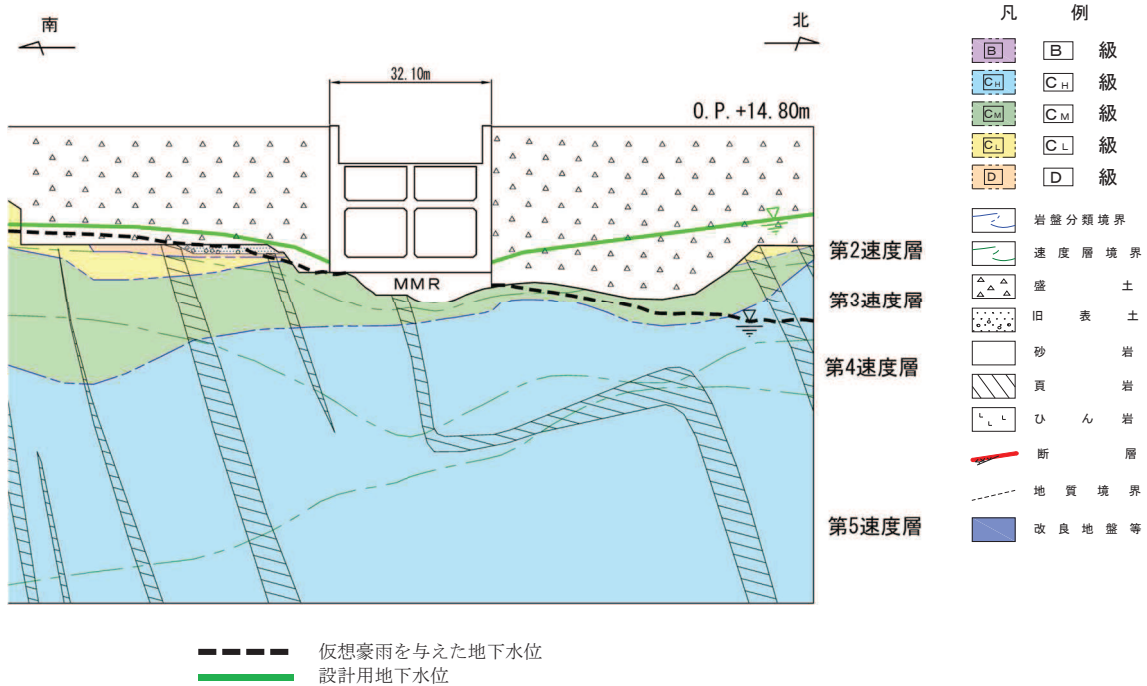 南
北
32.10m
O.P.+14.80m
MMR
第2速度層
第3速度層
第4速度層
第5速度層
仮想豪雨を与えた地下水位
設計用地下水位
凡 例
B B 級
CH CH 級
CM CM 級
CL CL 級
D D 級
岩盤分類境界
速度層境界
盛土
旧表土
砂岩
頁岩
ひん岩
断層
地質境界
改良地盤等